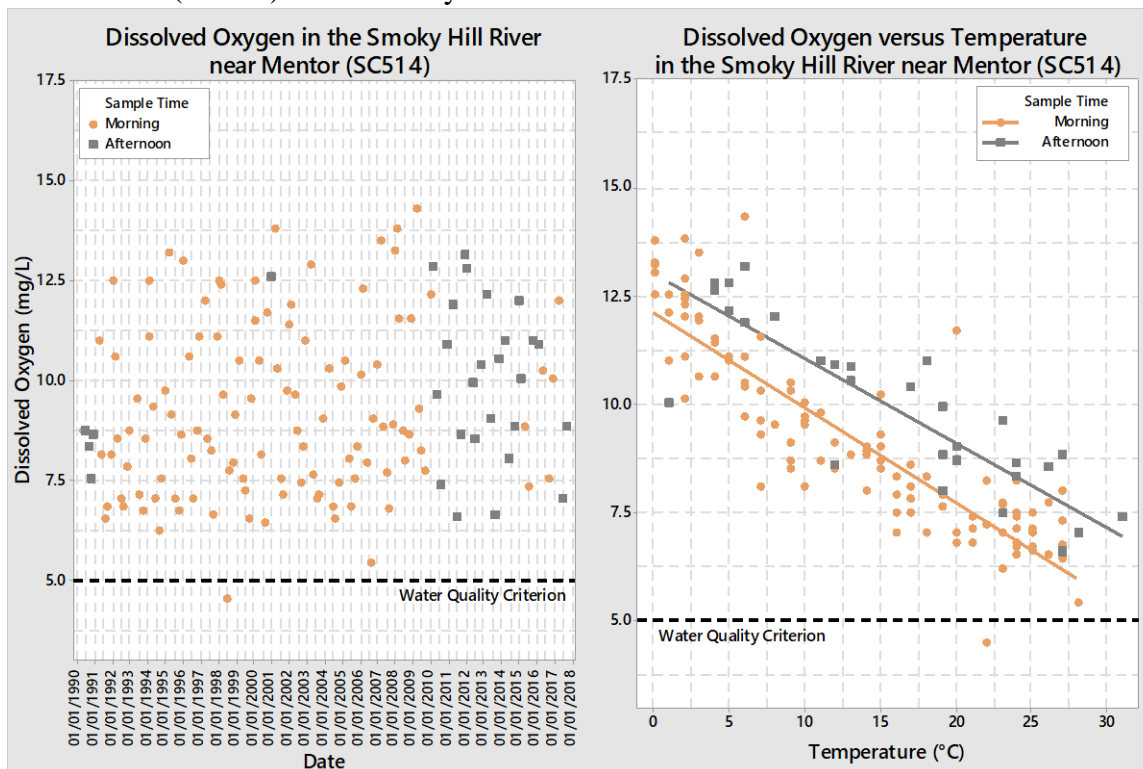 Dissolved Oxygen in the Smoky Hill River
near Mentor (SC514)
17.5
15.0
12.5
10.0
7.5
5.0
Dissolved Oxygen (mg/L)
Sample Time
Morning
Afternoon
Water Quality Criterion
01/01/1990
01/01/1991
01/01/1992
01/01/1993
01/01/1994
01/01/1995
01/01/1996
01/01/1997
01/01/1998
01/01/1999
01/01/2000
01/01/2001
01/01/2002
01/01/2003
01/01/2004
01/01/2005
01/01/2006
01/01/2007
01/01/2008
01/01/2009
01/01/2010
01/01/2011
01/01/2012
01/01/2013
01/01/2014
01/01/2015
01/01/2016
01/01/2017
01/01/2018
Date
Dissolved Oxygen versus Temperature
in the Smoky Hill River near Mentor (SC514)
17.5
15.0
12.5
10.0
7.5
5.0
Sample Time
Morning
Afternoon
Water Quality Criterion
0 5 10 15 20 25 30
Temperature (°C)